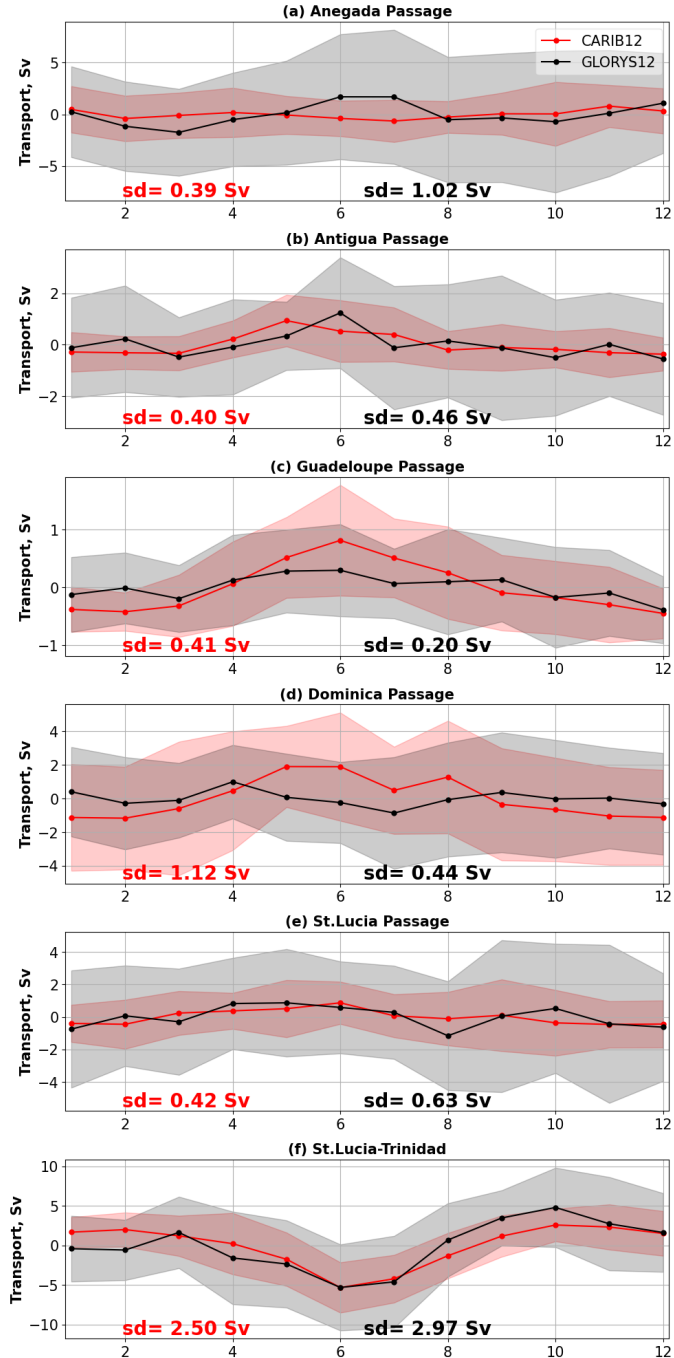 (a) Anegada Passage
CARIB12
GLORYS12
Transport, Sv
5
0
−5
sd= 0.39 Sv sd= 1.02 Sv
2 4 6 8 10 12
(b) Antigua Passage
Transport, Sv
2
0
−2
sd= 0.40 Sv sd= 0.46 Sv
2 4 6 8 10 12
(c) Guadeloupe Passage
Transport, Sv
1
0
−1
sd= 0.41 Sv sd= 0.20 Sv
2 4 6 8 10 12
(d) Dominica Passage
Transport, Sv
4
2
0
−2
−4
sd= 1.12 Sv sd= 0.44 Sv
2 4 6 8 10 12
(e) St.Lucia Passage
Transport, Sv
4
2
0
−2
−4
sd= 0.42 Sv sd= 0.63 Sv
2 4 6 8 10 12
(f) St.Lucia-Trinidad
Transport, Sv
10
5
0
−5
−10
sd= 2.50 Sv sd= 2.97 Sv
2 4 6 8 10 12